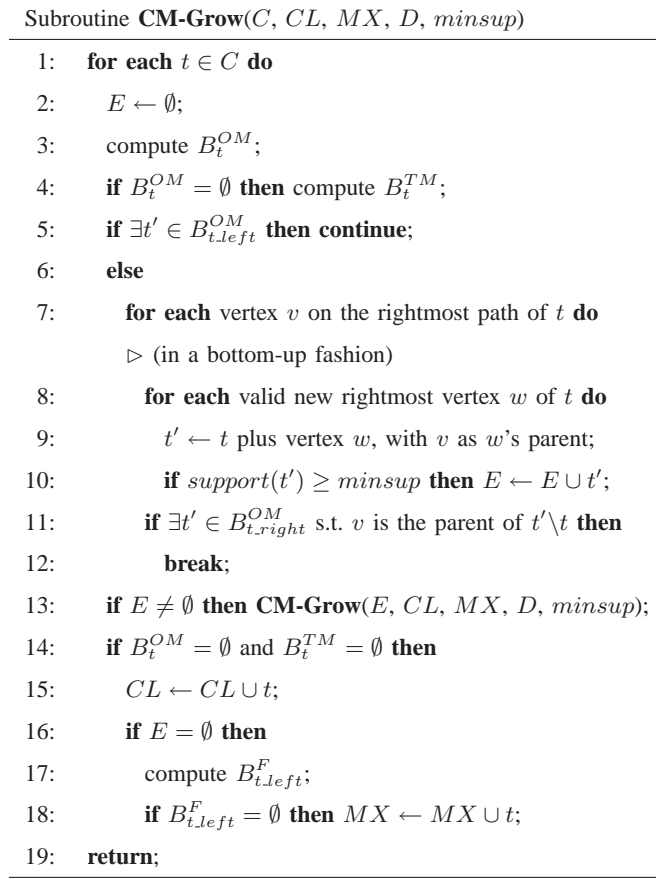 Subroutine CM-Grow(C, CL, MX, D, minsup)
1: for each t ∈ C do
2: E ← ∅;
3: compute B_t^{OM};
4: if B_t^{OM} = ∅ then compute B_t^{TM};
5: if ∃t′ ∈ B_{t_left}^{OM} then continue;
6: else
7: for each vertex v on the rightmost path of t do
▷ (in a bottom-up fashion)
8: for each valid new rightmost vertex w of t do
9: t′ ← t plus vertex w, with v as w's parent;
10: if support(t′) ≥ minsup then E ← E ∪ t′;
11: if ∃t′ ∈ B_{t_right}^{OM} s.t. v is the parent of t′\t then
12: break;
13: if E ≠ ∅ then CM-Grow(E, CL, MX, D, minsup);
14: if B_t^{OM} = ∅ and B_t^{TM} = ∅ then
15: CL ← CL ∪ t;
16: if E = ∅ then
17: compute B_{t_left}^{F};
18: if B_{t_left}^{F} = ∅ then MX ← MX ∪ t;
19: return;